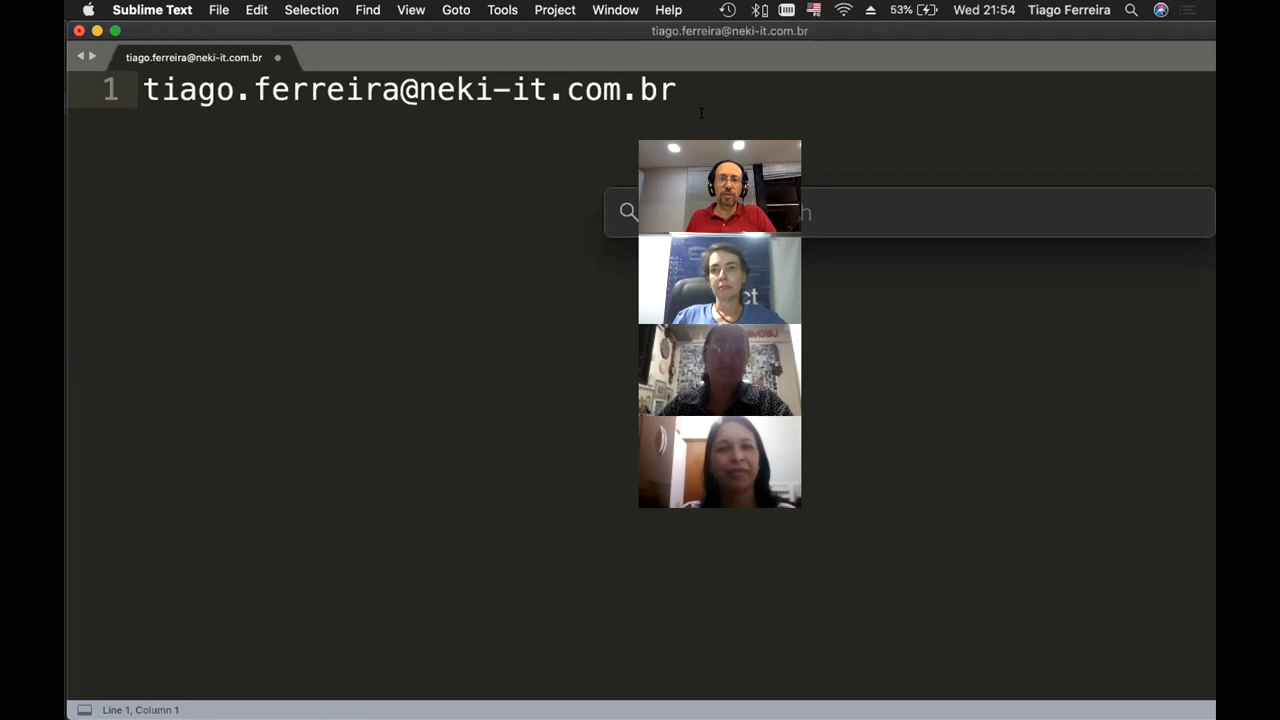 Sublime Text File Edit Selection Find View Goto Tools Project Window Help 53% Wed 21:54 Tiago Ferreira
tiago.ferreira@neki-it.com.br
tiago.ferreira@neki-it.com.br
1 tiago.ferreira@neki-it.com.br
h
ct
Line 1, Column 1